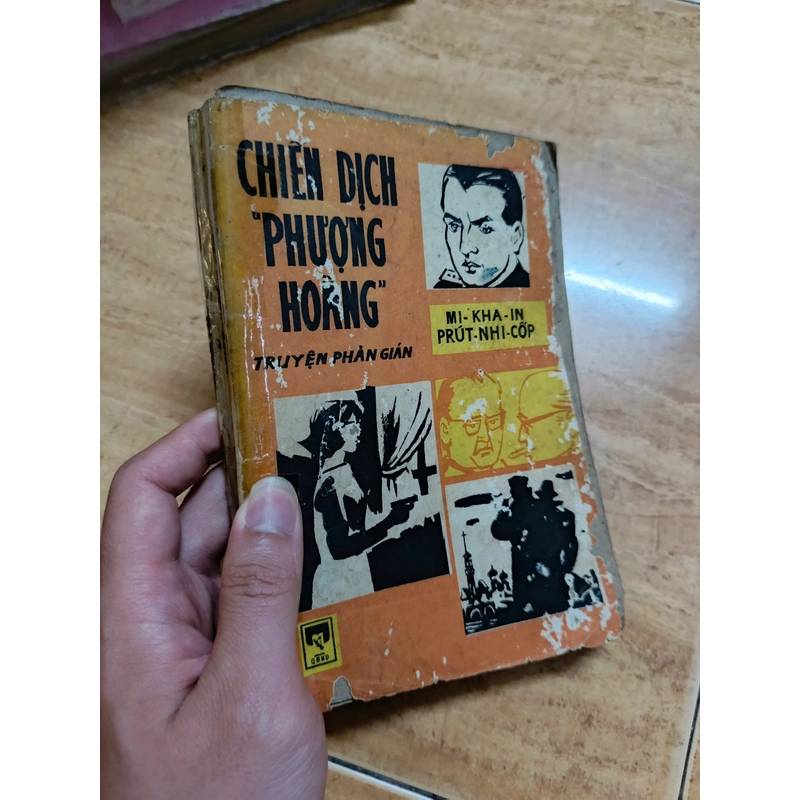 CHIẾN DỊCH
"PHƯỢNG
HOÀNG"
TRUYỆN PHẢN GIÁN
MI-KHA-IN
PRÚT-NHI-CỐP